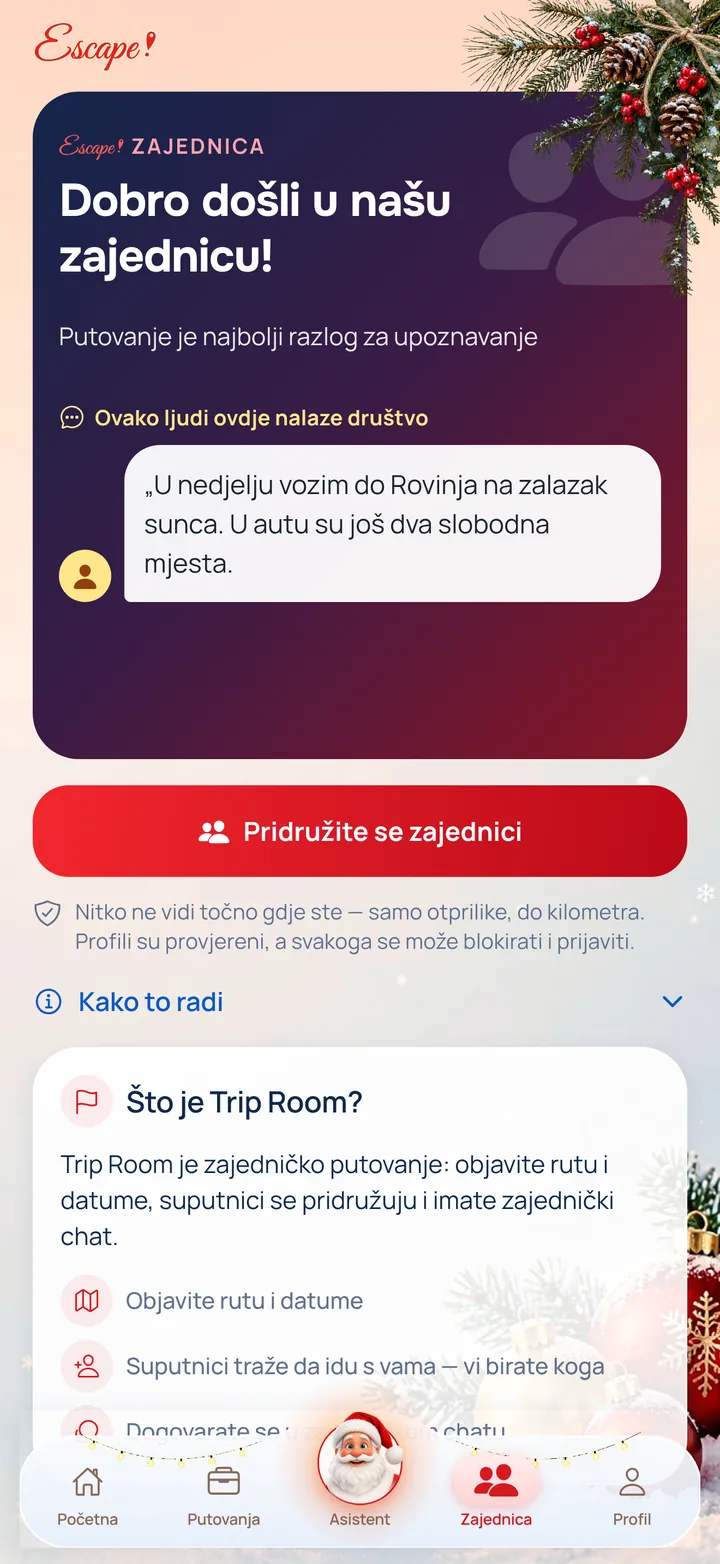 Escape!
Escape! ZAJEDNICA
Dobro došli u našu
zajednicu!
Putovanje je najbolji razlog za upoznavanje
Ovako ljudi ovdje nalaze društvo
„U nedjelju vozim do Rovinja na zalazak
sunca. U autu su još dva slobodna
mjesta.
Pridružite se zajednici
Nitko ne vidi točno gdje ste — samo otprilike, do kilometra.
Profili su provjereni, a svakoga se može blokirati i prijaviti.
Kako to radi
Što je Trip Room?
Trip Room je zajedničko putovanje: objavite rutu i
datume, suputnici se pridružuju i imate zajednički
chat.
Objavite rutu i datume
Suputnici traže da idu s vama — vi birate koga
Dogovarate se u chatu
Početna
Putovanja
Asistent
Zajednica
Profil